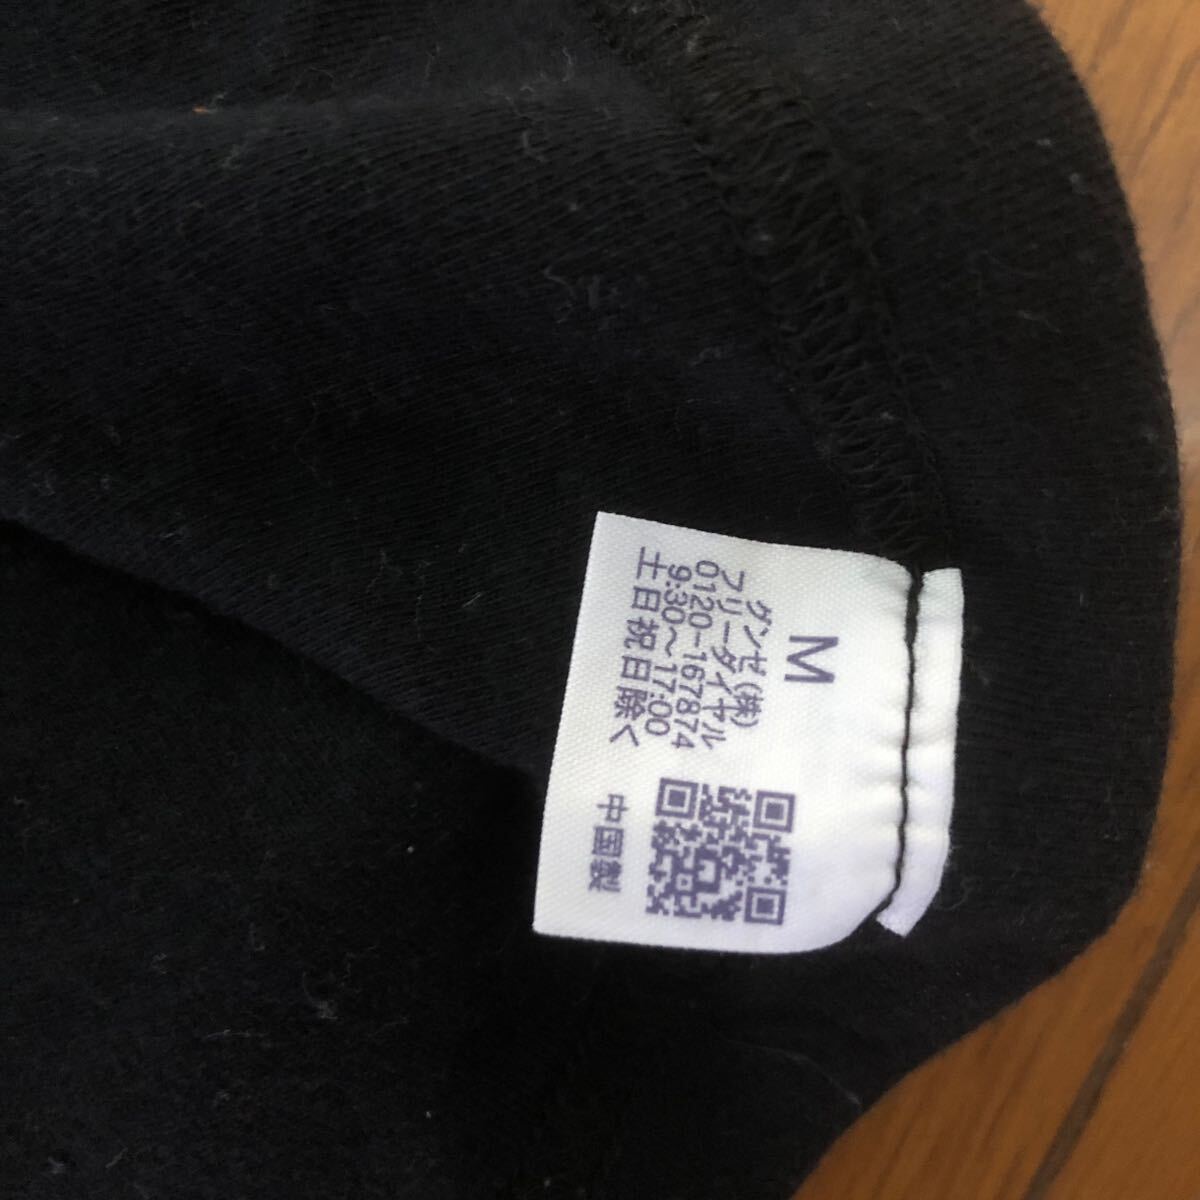 M
グンゼ(株)
フリーダイヤル
0120-167874
9:30〜17:00
土日祝日除く
中国製